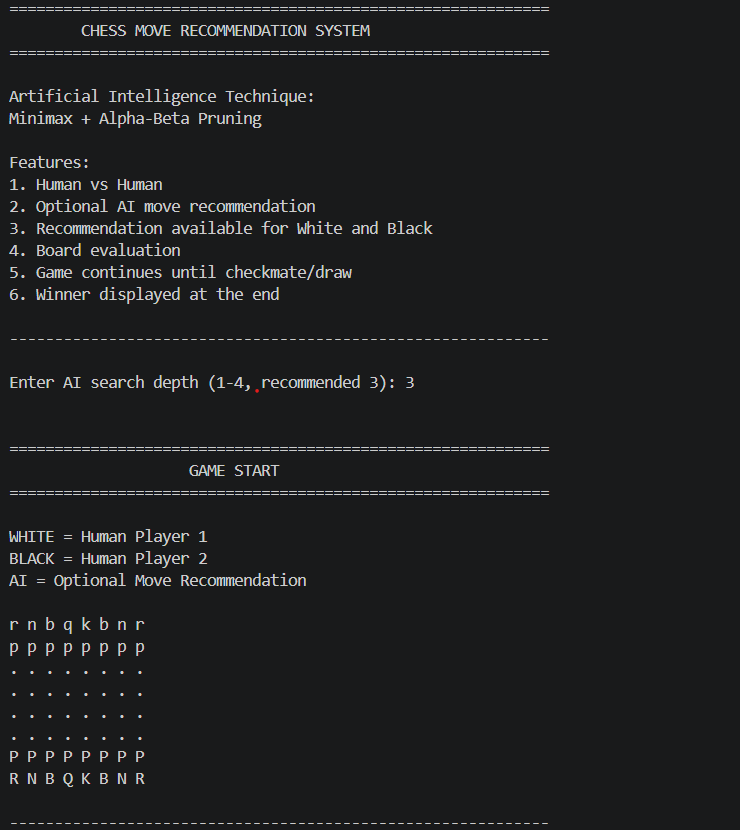 ============================================================
CHESS MOVE RECOMMENDATION SYSTEM
============================================================
Artificial Intelligence Technique:
Minimax + Alpha-Beta Pruning
Features:
1. Human vs Human
2. Optional AI move recommendation
3. Recommendation available for White and Black
4. Board evaluation
5. Game continues until checkmate/draw
6. Winner displayed at the end
------------------------------------------------------------
Enter AI search depth (1-4, recommended 3): 3
============================================================
GAME START
============================================================
WHITE = Human Player 1
BLACK = Human Player 2
AI = Optional Move Recommendation
r n b q k b n r
p p p p p p p p
. . . . . . . .
. . . . . . . .
. . . . . . . .
. . . . . . . .
P P P P P P P P
R N B Q K B N R
------------------------------------------------------------